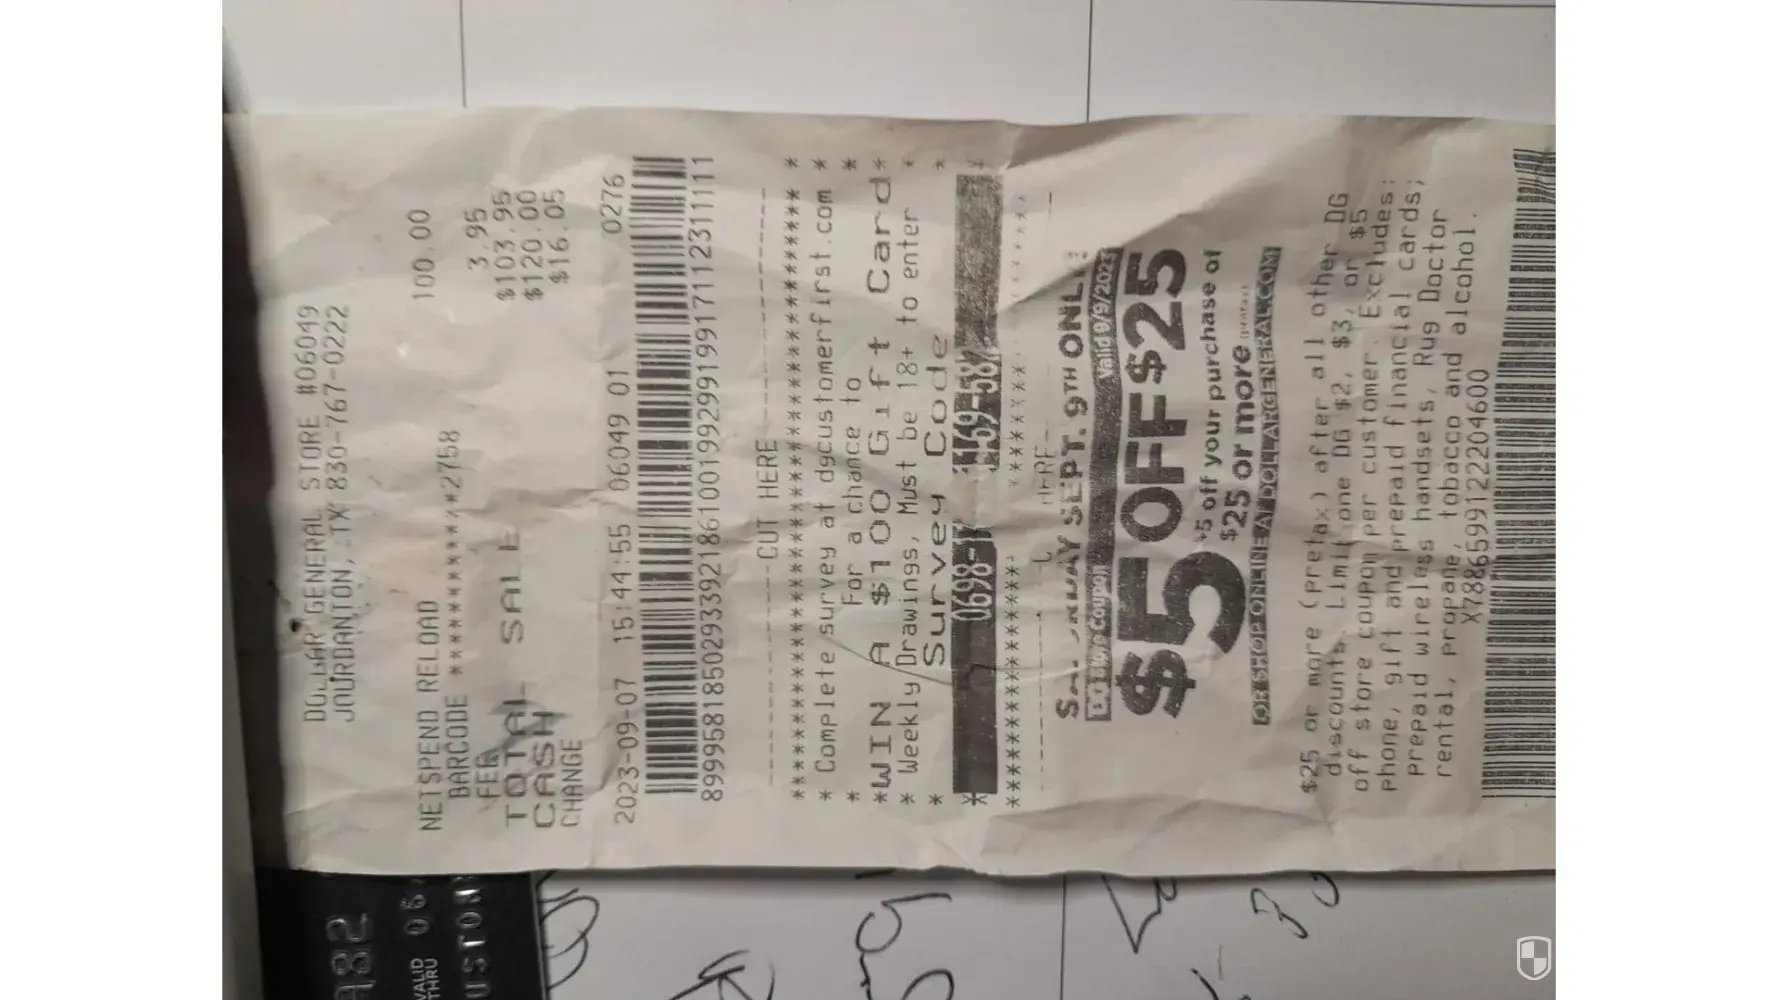 DOLLAR GENERAL STORE #06049
JOURDANTON, TX 830-767-0222
NETSPEND RELOAD 100.00
BARCODE ***********2758
FEE 3.95
TOTAL SALE $103.95
CASH $120.00
CHANGE $16.05
2023-09-07 15:44:55 06049 01 0276
8999581850293392186100199299199171123111111
CUT HERE
* Complete survey at dgcustomerfirst.com *
* For a chance to *
*WIN A $100 Gift Card*
* Weekly Drawings, Must be 18+ to enter *
* Survey Code *
SEPT. 9TH ONLY
Valid 9/9/2023
$5 OFF $25
$5 off your purchase of
$25 or more (pretax)
OR SHOP ONLINE AT DOLLARGENERAL.COM
$25 or more (pretax) after all other DG
discounts. Limit one DG $2, $3, or $5
off store coupon per customer. Excludes:
phone, gift and prepaid financial cards;
prepaid wireless handsets, Rug Doctor
rental, propane, tobacco and alcohol.
X78865991222204600
VALID
THRU